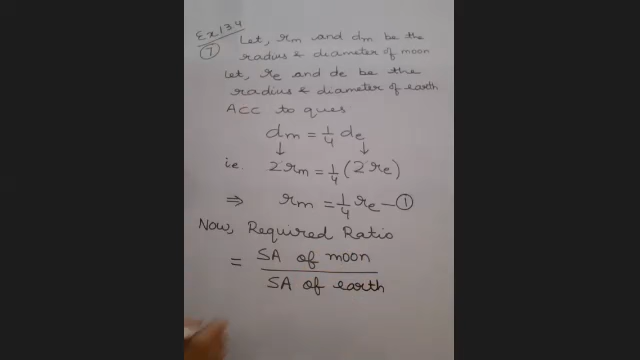 Ex 13.4
7 Let, rm and dm be the
radius & diameter of moon
Let, re and de be the
radius & diameter of earth
ACC to ques
dm = 1/4 de
↓ ↓
i.e. 2rm = 1/4 (2re)
⇒ rm = 1/4 re — 1
Now, Required Ratio
= SA of moon
SA of earth